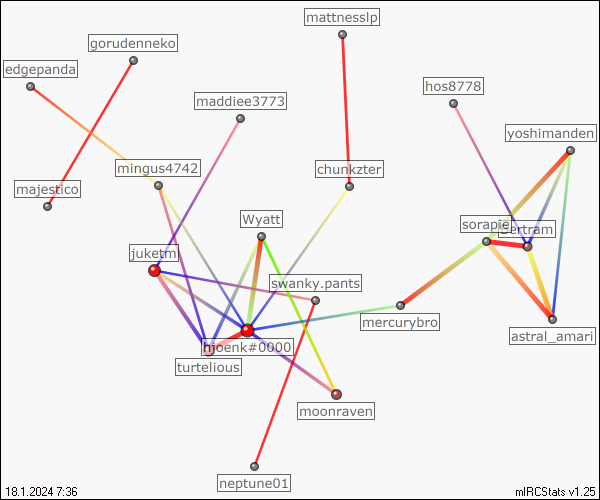 mattnesslp
gorudenneko
edgepanda
hos8778
maddiee3773
yoshimanden
mingus4742
chunkzter
majestico
Wyatt
sorapie
bertram
juketm
swanky.pants
mercurybro
astral_amari
hjoenk#0000
turtelious
moonraven
neptune01
18.1.2024 7:36
mIRCStats v1.25